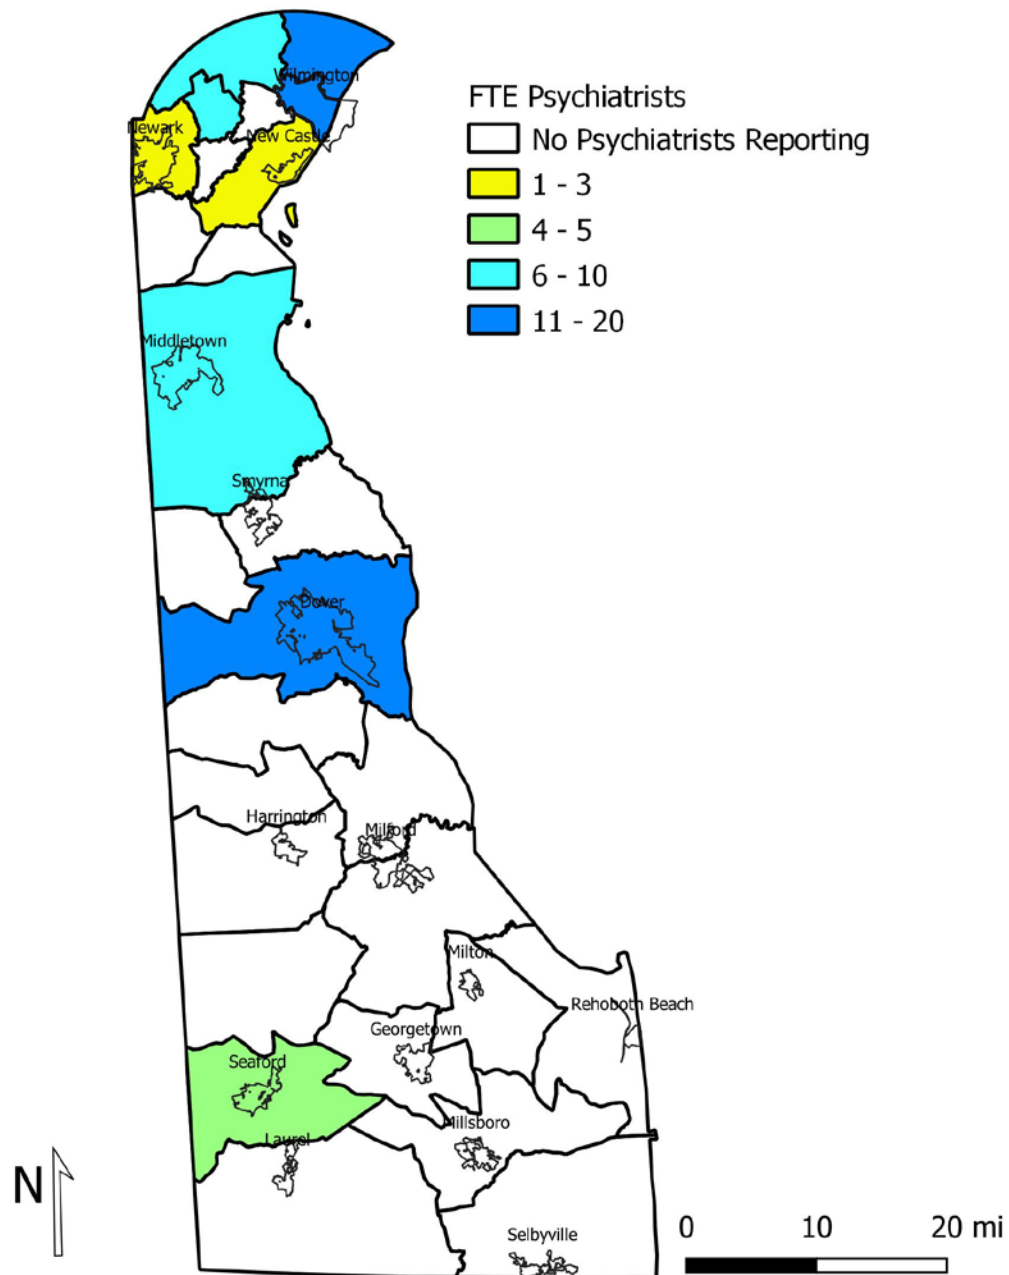 Wilmington
Newark
New Castle
FTE Psychiatrists
No Psychiatrists Reporting
1 - 3
4 - 5
6 - 10
11 - 20
Middletown
Smyrna
Dover
Harrington
Milford
Milton
Rehoboth Beach
Georgetown
Seaford
Millsboro
Laurel
N
Selbyville
0 10 20 mi